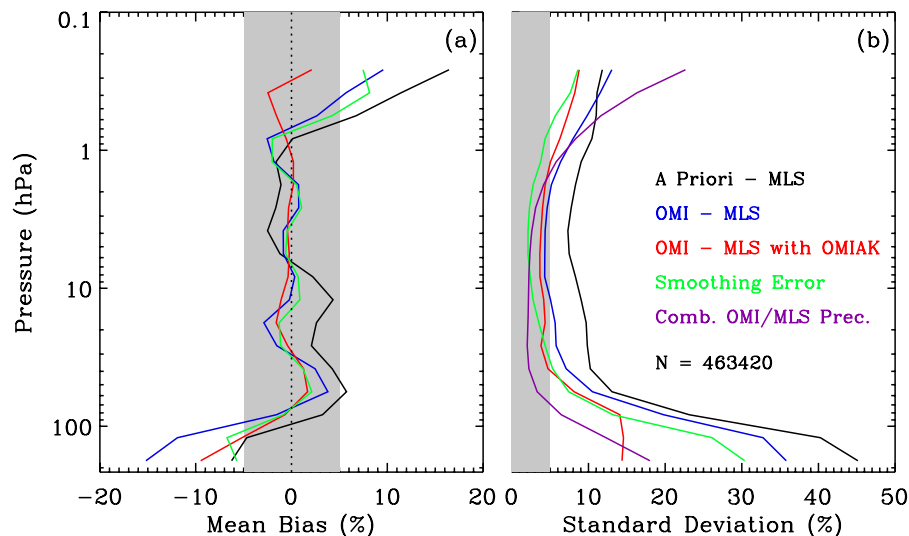 0.1
1
10
100
Pressure (hPa)
(a)
-20
-10
0
10
20
Mean Bias (%)
(b)
A Priori - MLS
OMI - MLS
OMI - MLS with OMIAK
Smoothing Error
Comb. OMI/MLS Prec.
N = 463420
0
10
20
30
40
50
Standard Deviation (%)